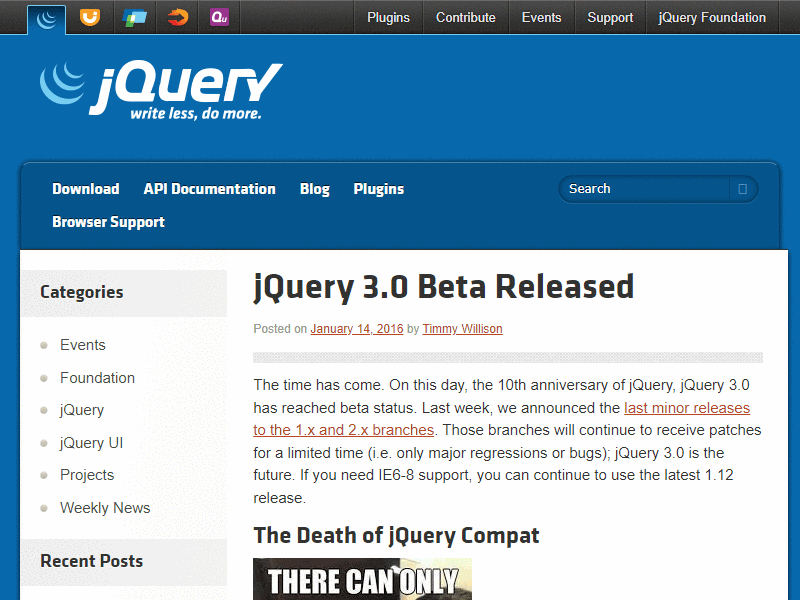 Qu
Plugins
Contribute
Events
Support
jQuery Foundation
jQuery
write less, do more.
Download
API Documentation
Blog
Plugins
Search
Browser Support
Categories
Events
Foundation
jQuery
jQuery UI
Projects
Weekly News
Recent Posts
jQuery 3.0 Beta Released
Posted on January 14, 2016 by Timmy Willison
The time has come. On this day, the 10th anniversary of jQuery, jQuery 3.0
has reached beta status. Last week, we announced the last minor releases
to the 1.x and 2.x branches. Those branches will continue to receive patches
for a limited time (i.e. only major regressions or bugs); jQuery 3.0 is the
future. If you need IE6-8 support, you can continue to use the latest 1.12
release.
The Death of jQuery Compat
THERE CAN ONLY